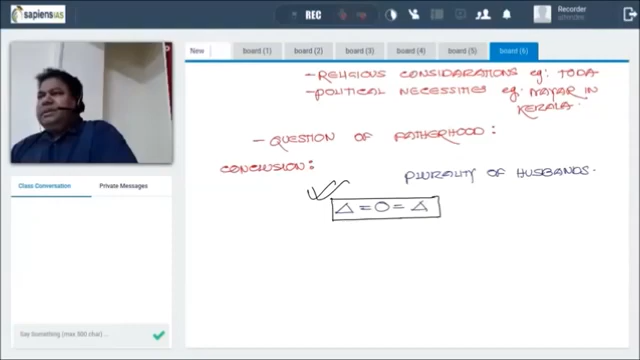 sapiensIAS
REC
Recorder
attendee
New
board (1)
board (2)
board (3)
board (4)
board (5)
board (6)
- RELIGIOUS CONSIDARATIONS eg: TODA
- POLITICAL NECESSITIES eg: NAYAR IN
KERALA.
- QUESTION OF FATHERHOOD:
CONCLUSION:
PLURALITY OF HUSBANDS.
Δ = O = Δ
Class Conversation
Private Messages
Say Something (max 500 char)